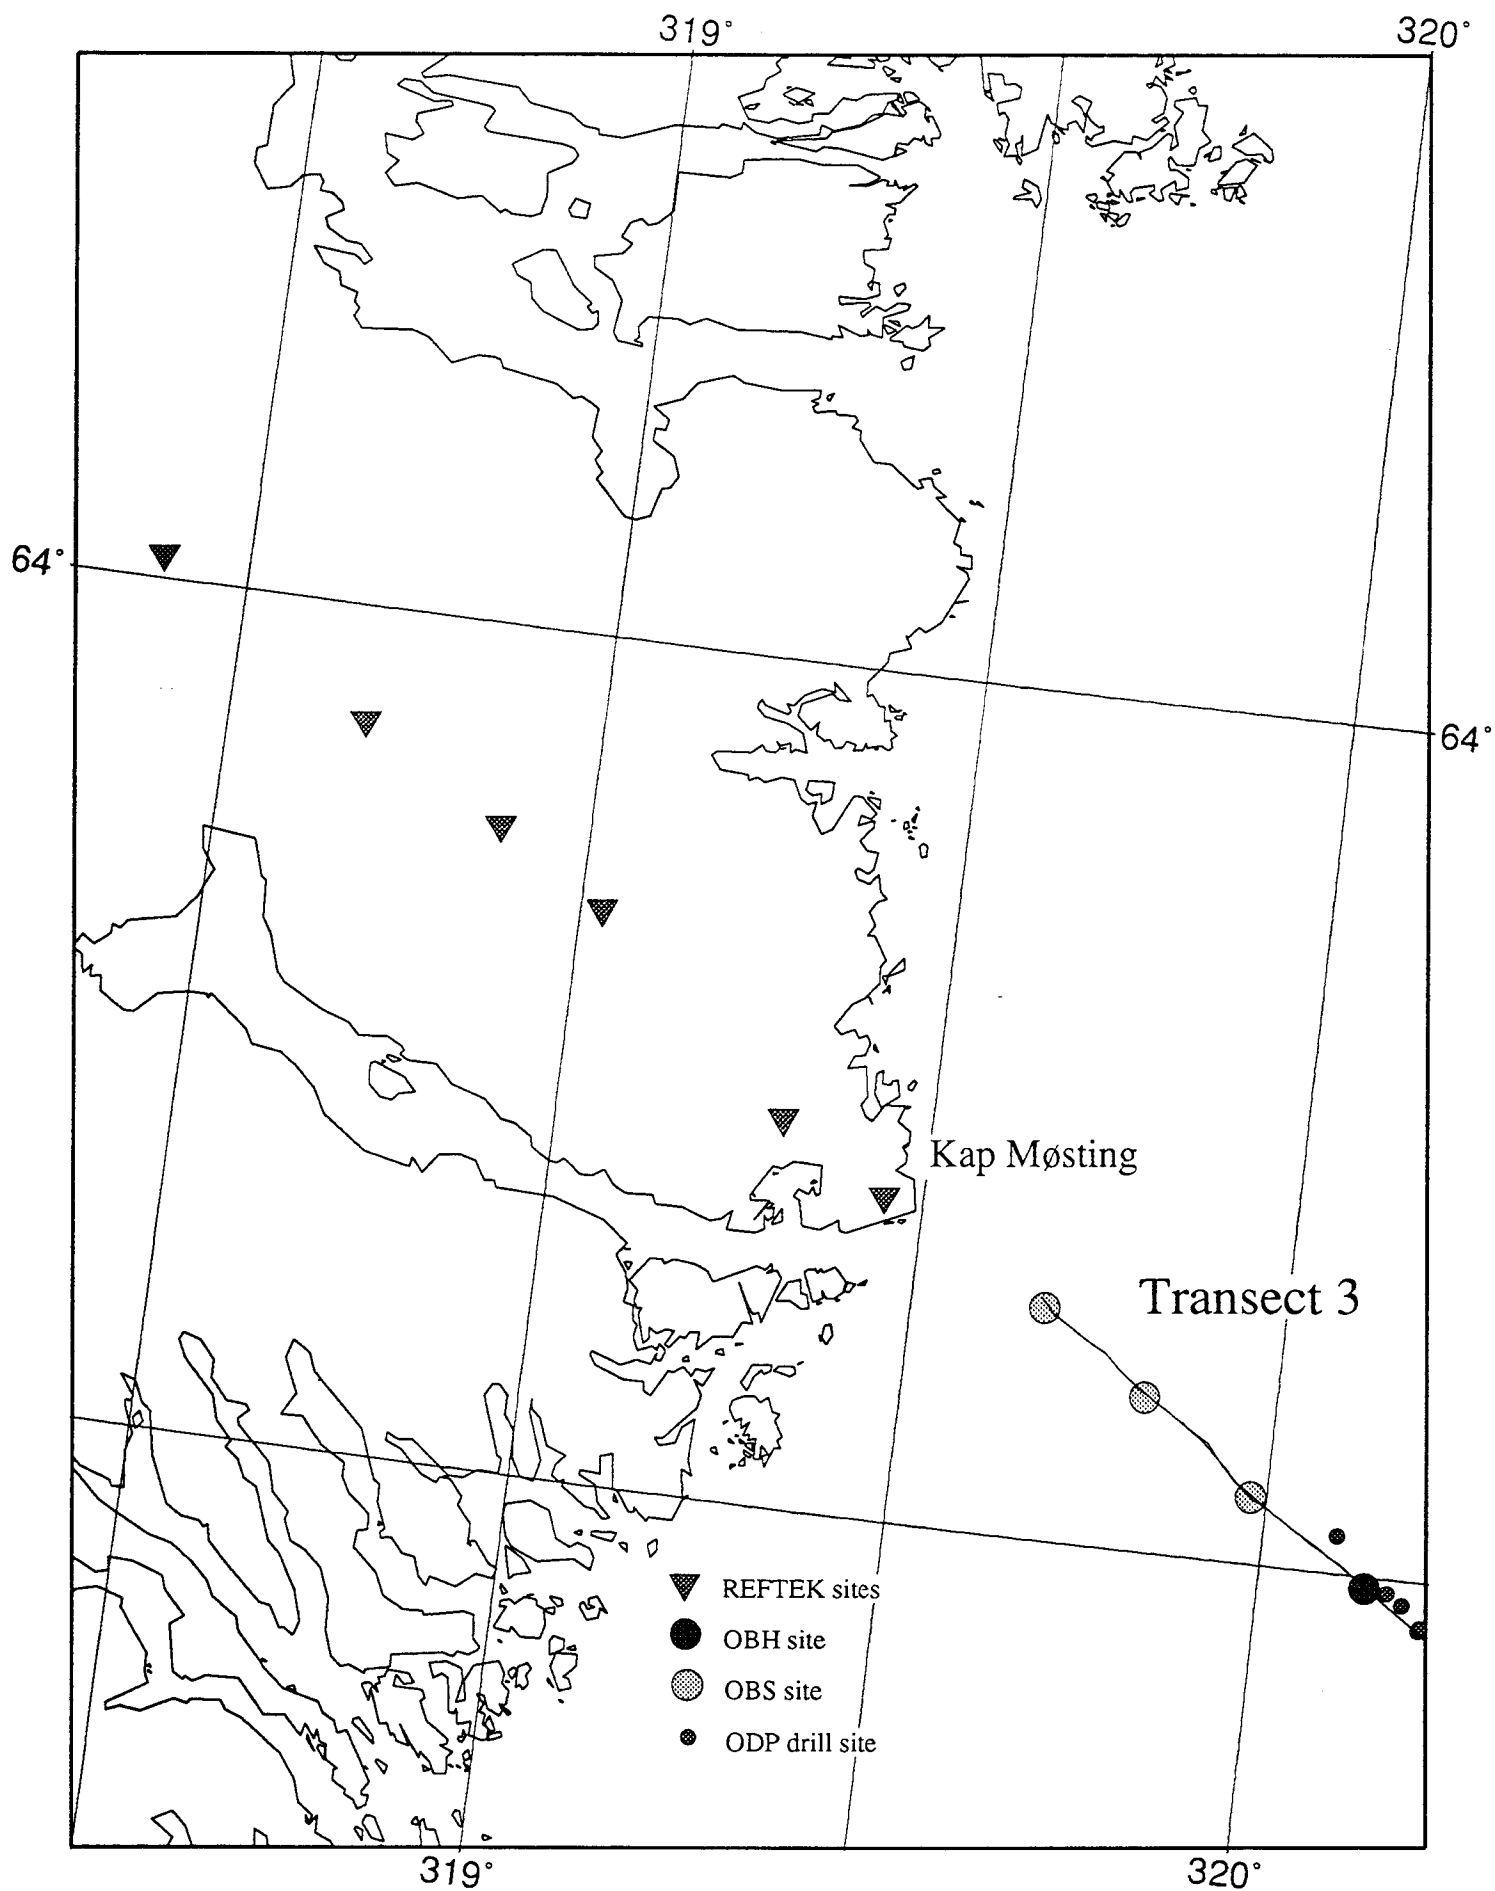 319°
320°
64°
64°
Kap Møsting
Transect 3
REFTEK sites
OBH site
OBS site
ODP drill site
319°
320°